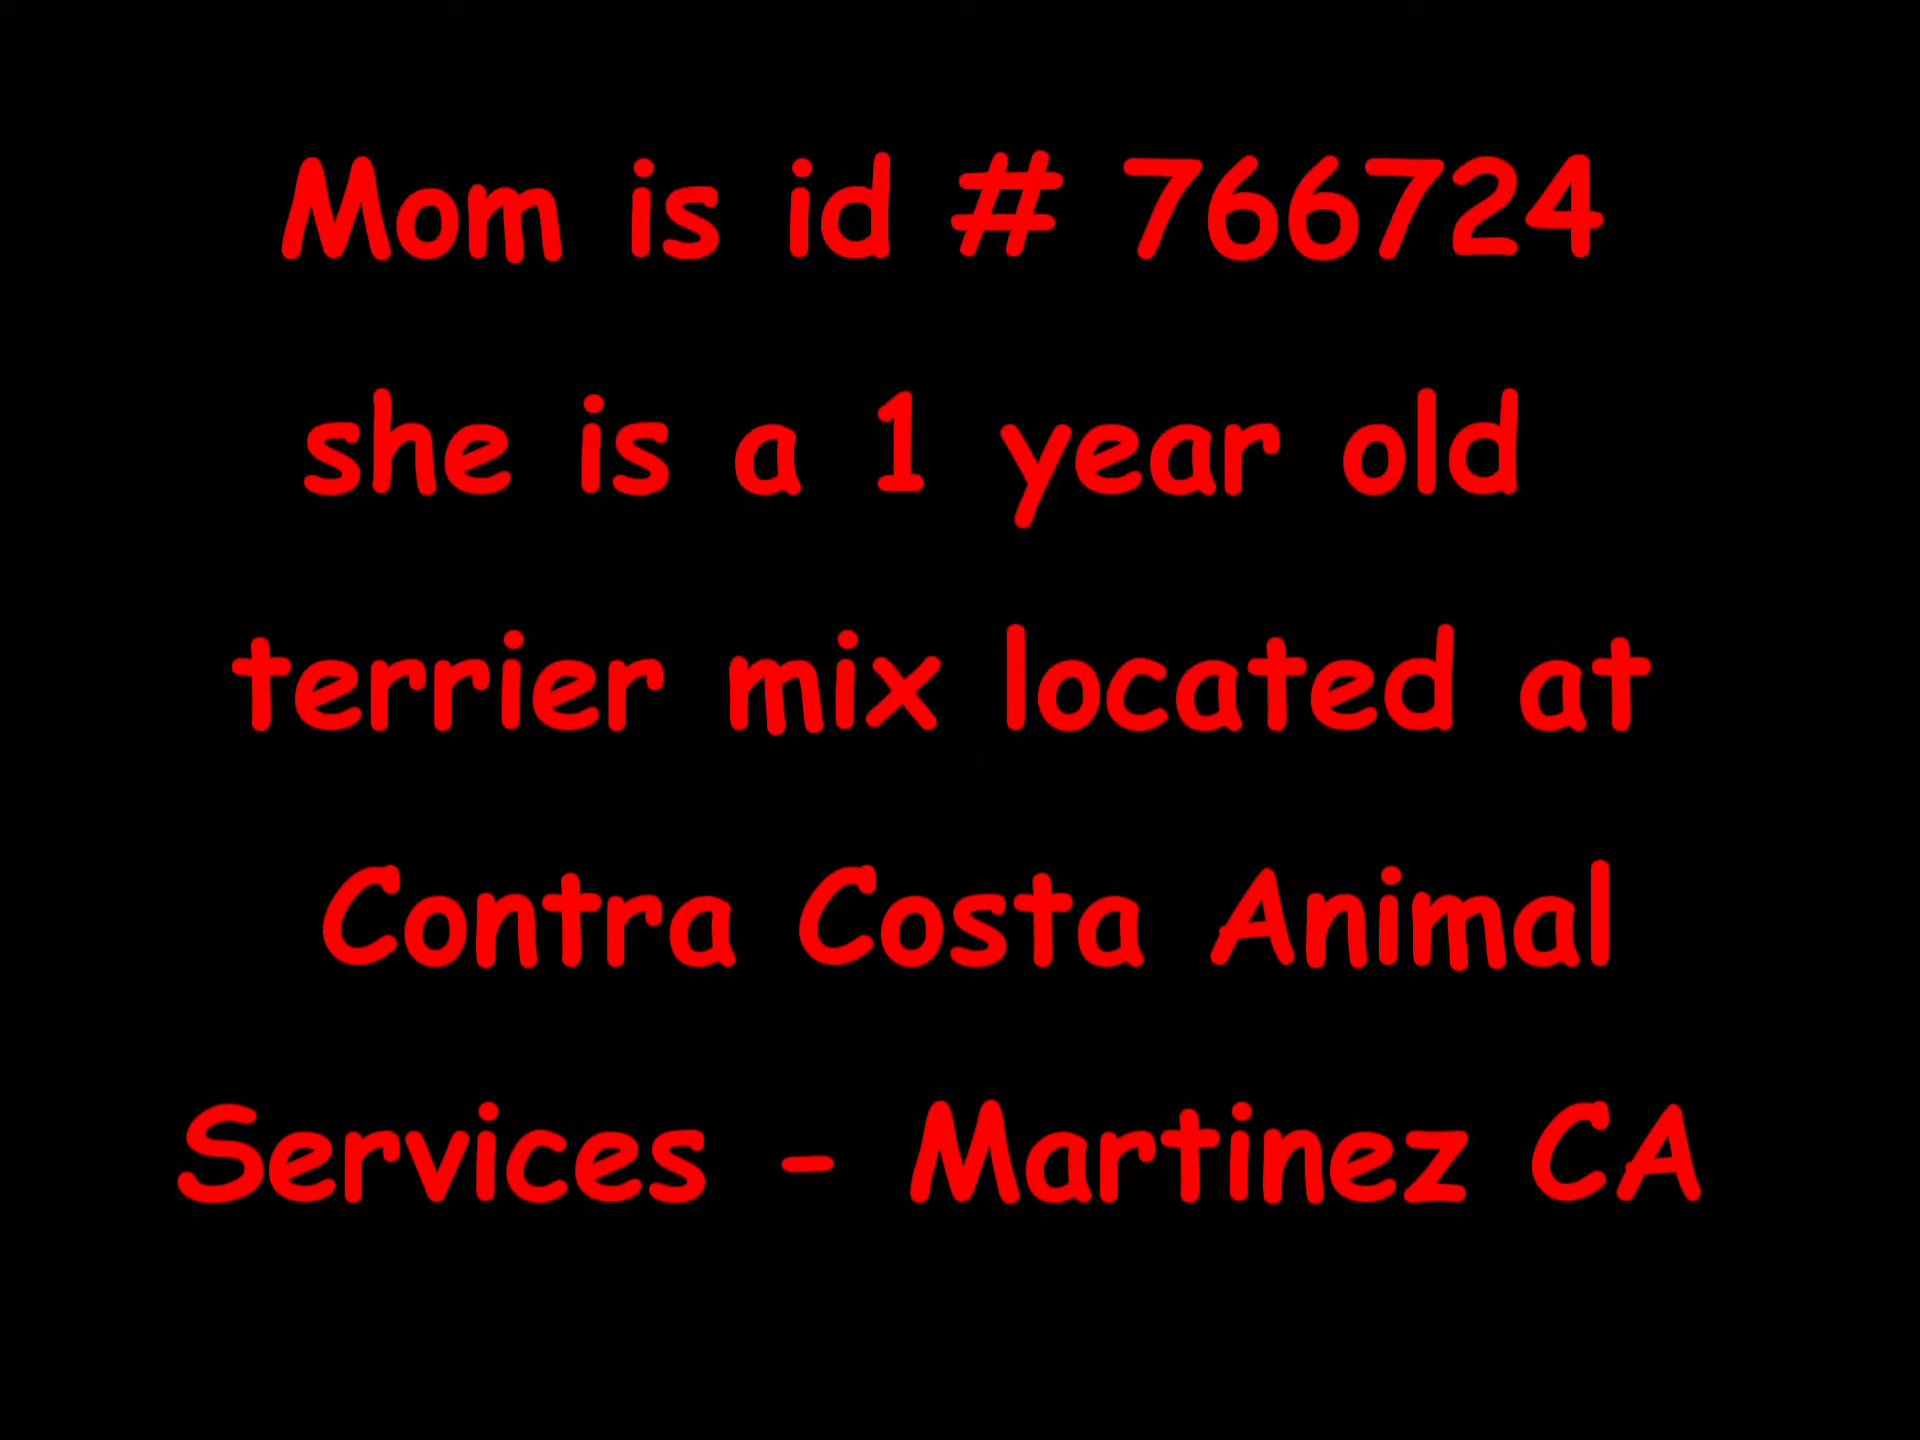 Mom is id # 766724
she is a 1 year old
terrier mix located at
Contra Costa Animal
Services - Martinez CA